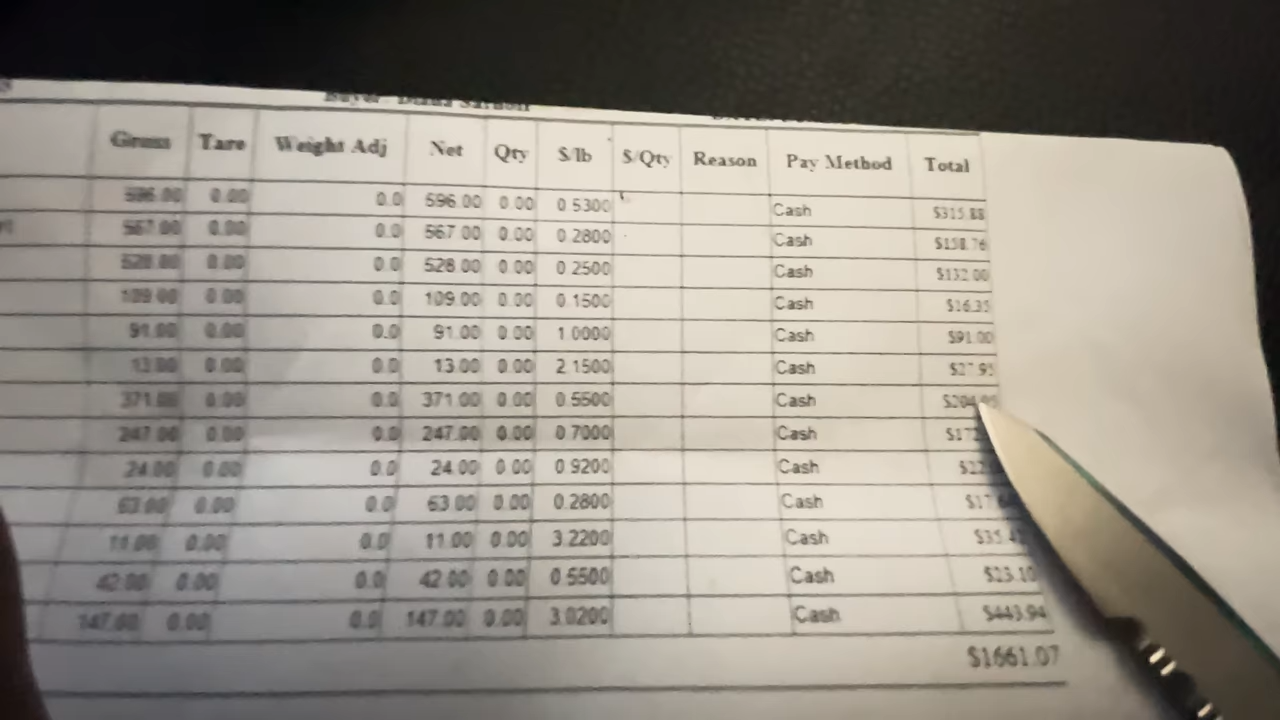 Buyer: Diana
Gross Tare Weight Adj Net Qty $/lb $/Qty Reason Pay Method Total
596.00 0.00 0.0 596.00 0.00 0.5300 Cash $315.88
567.00 0.00 0.0 567.00 0.00 0.2800 Cash $158.76
528.00 0.00 0.0 528.00 0.00 0.2500 Cash $132.00
109.00 0.00 0.0 109.00 0.00 0.1500 Cash $16.35
91.00 0.00 0.0 91.00 0.00 1.0000 Cash $91.00
13.00 0.00 0.0 13.00 0.00 2.1500 Cash $27.95
371.00 0.00 0.0 371.00 0.00 0.5500 Cash
247.00 0.00 0.0 247.00 0.00 0.7000 Cash $172
24.00 0.00 0.0 24.00 0.00 0.9200 Cash $22
63.00 0.00 0.0 63.00 0.00 0.2800 Cash $17.6
11.00 0.00 0.0 11.00 0.00 3.2200 Cash $35.42
42.00 0.00 0.0 42.00 0.00 0.5500 Cash $23.10
147.00 0.00 0.0 147.00 0.00 3.0200 Cash $443.94
$1661.07